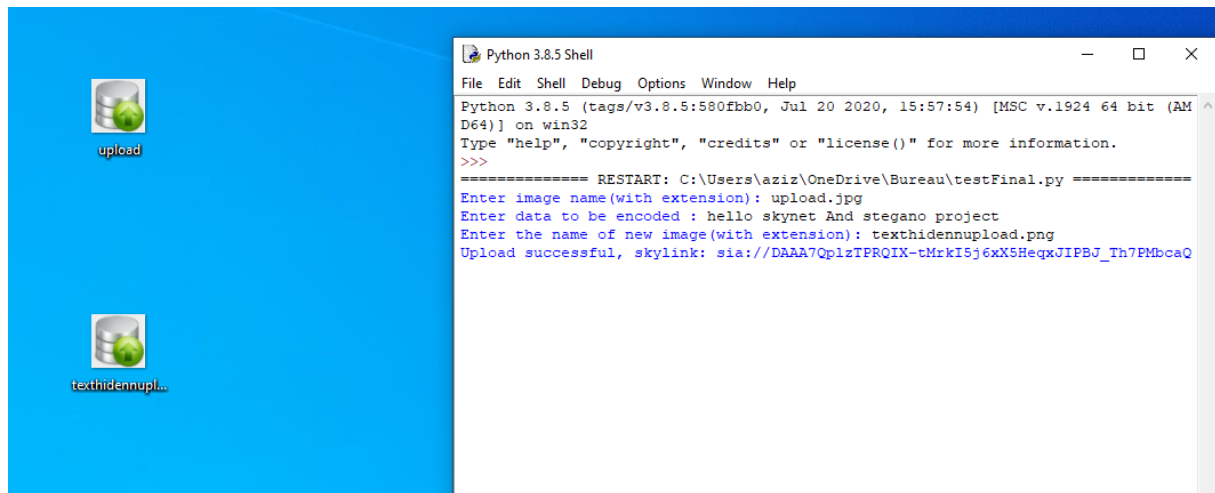 upload
texthidennupl...
Python 3.8.5 Shell
File Edit Shell Debug Options Window Help
Python 3.8.5 (tags/v3.8.5:580fbb0, Jul 20 2020, 15:57:54) [MSC v.1924 64 bit (AM
D64)] on win32
Type "help", "copyright", "credits" or "license()" for more information.
>>>
============== RESTART: C:\Users\aziz\OneDrive\Bureau\testFinal.py =============
Enter image name(with extension): upload.jpg
Enter data to be encoded : hello skynet And stegano project
Enter the name of new image(with extension): texthidennupload.png
Upload successful, skylink: sia://DAAA7QplzTPRQIX-tMrkI5j6xX5HeqxJIPBJ_Th7PMbcaQ